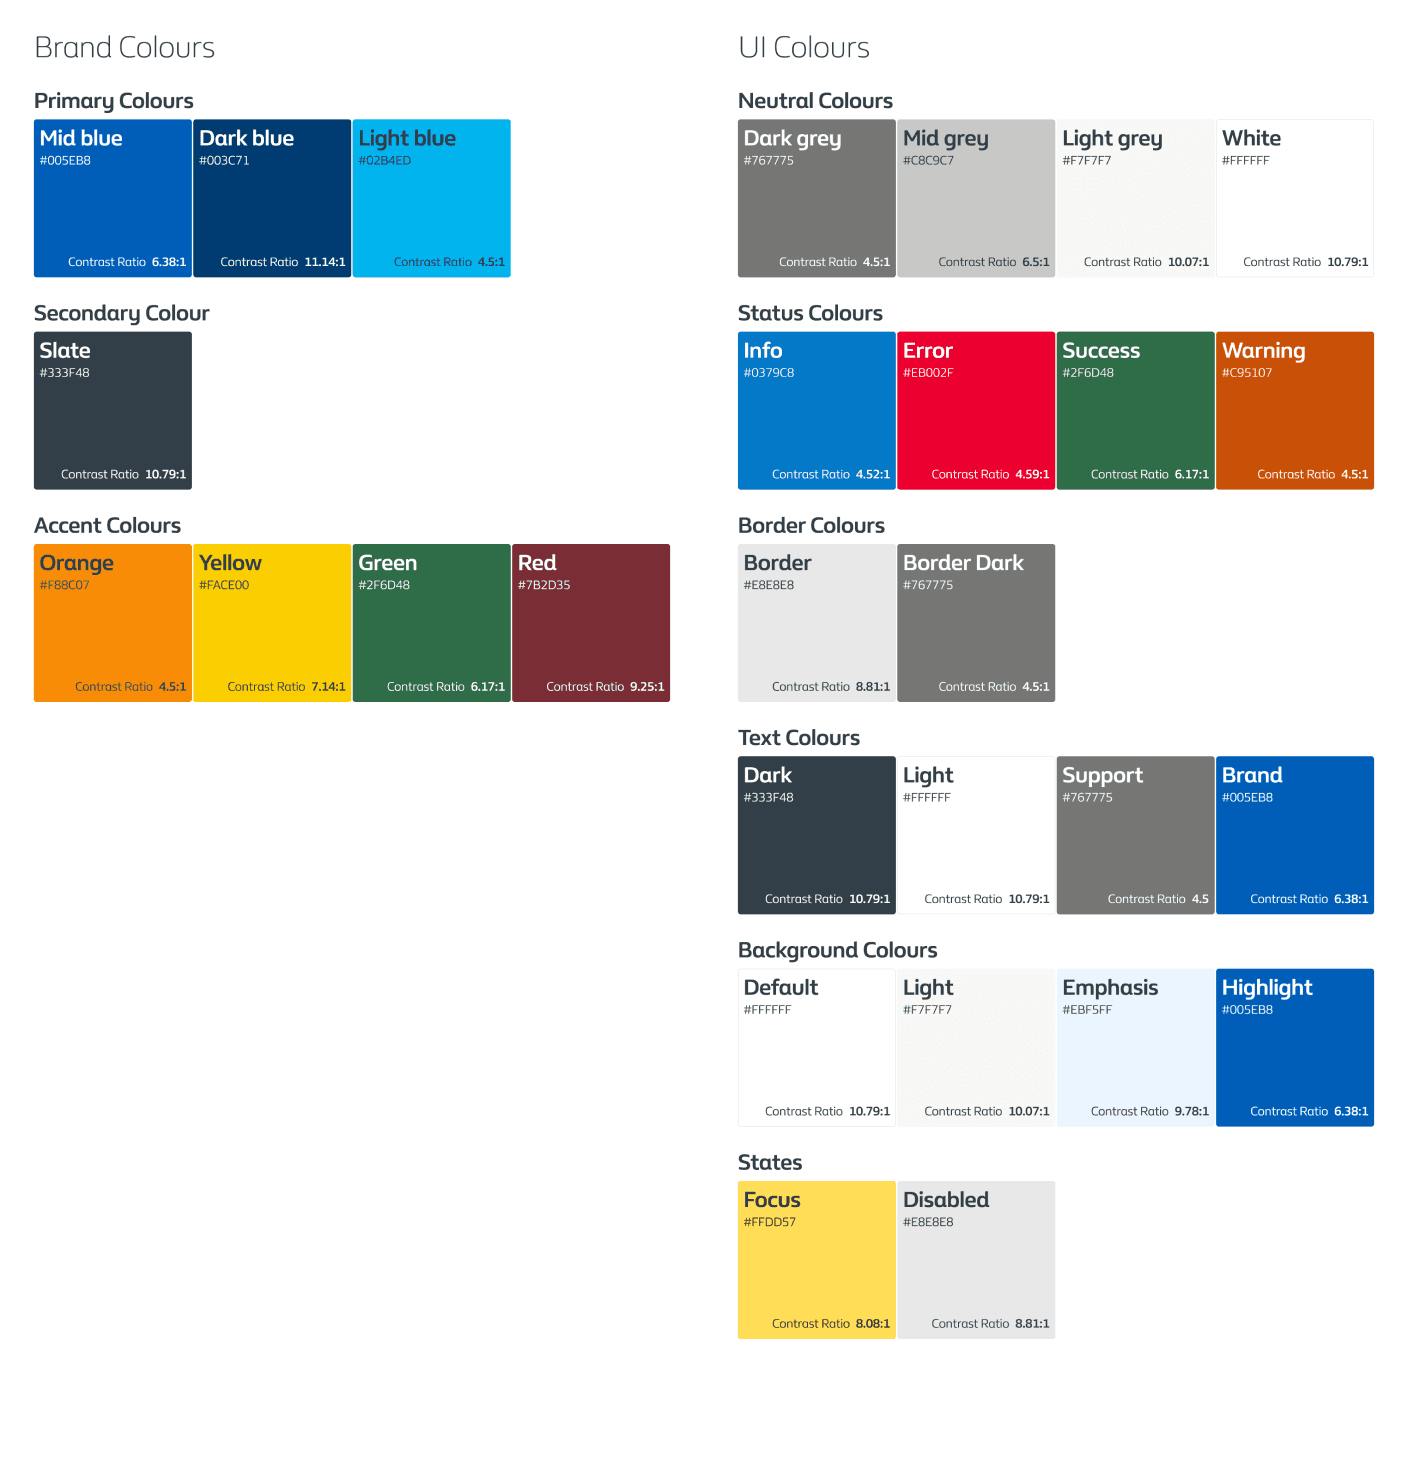 Brand Colours
Primary Colours
Mid blue
#005EB8
Contrast Ratio 6.38:1
Dark blue
#003C71
Contrast Ratio 11.14:1
Light blue
#02B4ED
Contrast Ratio 4.5:1
Secondary Colour
Slate
#333F48
Contrast Ratio 10.79:1
Accent Colours
Orange
#F88C07
Contrast Ratio 4.5:1
Yellow
#FACE00
Contrast Ratio 7.14:1
Green
#2F6D48
Contrast Ratio 6.17:1
Red
#7B2D35
Contrast Ratio 9.25:1
UI Colours
Neutral Colours
Dark grey
#767775
Contrast Ratio 4.5:1
Mid grey
#C8C9C7
Contrast Ratio 6.5:1
Light grey
#F7F7F7
Contrast Ratio 10.07:1
White
#FFFFFF
Contrast Ratio 10.79:1
Status Colours
Info
#0379C8
Contrast Ratio 4.52:1
Error
#EB002F
Contrast Ratio 4.59:1
Success
#2F6D48
Contrast Ratio 6.17:1
Warning
#C95107
Contrast Ratio 4.5:1
Border Colours
Border
#E8E8E8
Contrast Ratio 8.81:1
Border Dark
#767775
Contrast Ratio 4.5:1
Text Colours
Dark
#333F48
Contrast Ratio 10.79:1
Light
#FFFFFF
Contrast Ratio 10.79:1
Support
#767775
Contrast Ratio 4.5
Brand
#005EB8
Contrast Ratio 6.38:1
Background Colours
Default
#FFFFFF
Contrast Ratio 10.79:1
Light
#F7F7F7
Contrast Ratio 10.07:1
Emphasis
#EBF5FF
Contrast Ratio 9.78:1
Highlight
#005EB8
Contrast Ratio 6.38:1
States
Focus
#FFDD57
Contrast Ratio 8.08:1
Disabled
#E8E8E8
Contrast Ratio 8.81:1